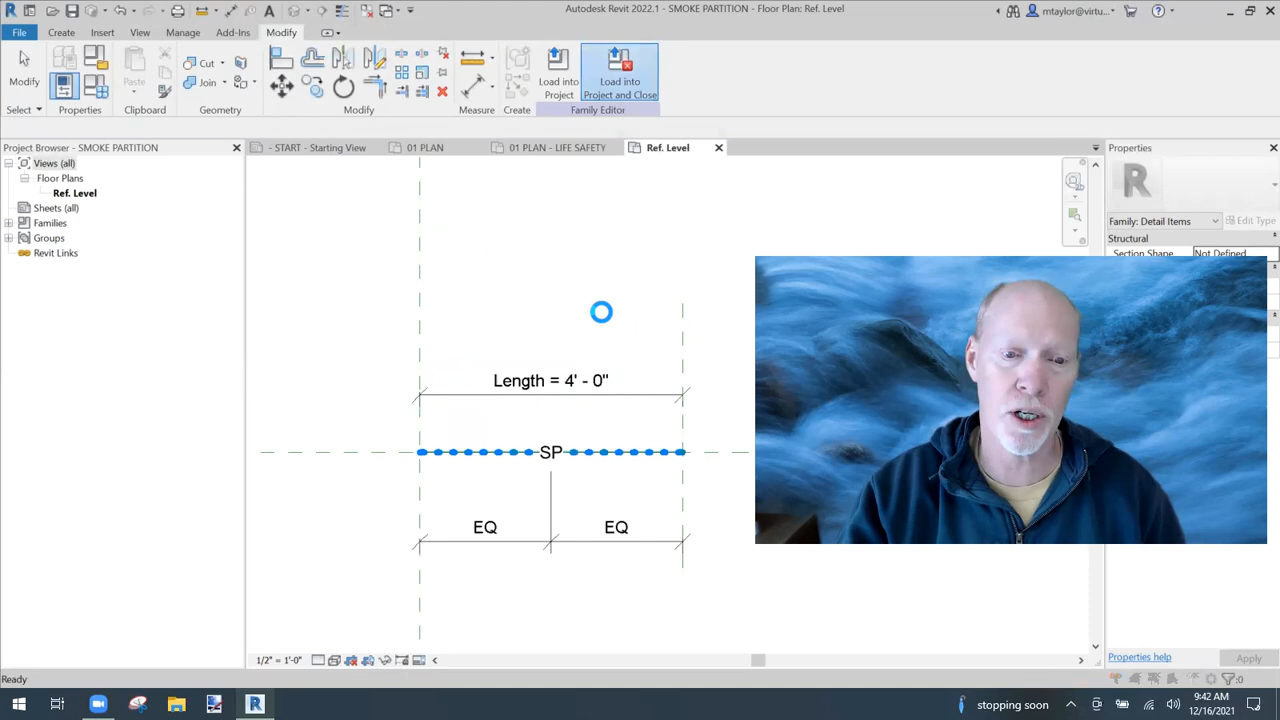 Autodesk Revit 2022.1 - SMOKE PARTITION - Floor Plan: Ref. Level
mtaylor@virtu...
File Create Insert View Manage Add-Ins Modify
Modify
Paste
Cut
Join
Load into
Project
Load into
Project and Close
Select Properties Clipboard Geometry Modify Measure Create Family Editor
Project Browser - SMOKE PARTITION
- START - Starting View
01 PLAN
01 PLAN - LIFE SAFETY
Ref. Level
Properties
Views (all)
Floor Plans
Ref. Level
Sheets (all)
Families
Groups
Revit Links
Family: Detail Items
Edit Type
Structural
Section Shape
Not Defined
Length = 4' - 0"
SP
EQ
EQ
1/2" = 1'-0"
Properties help
Apply
Ready
:0
stopping soon
9:42 AM
12/16/2021